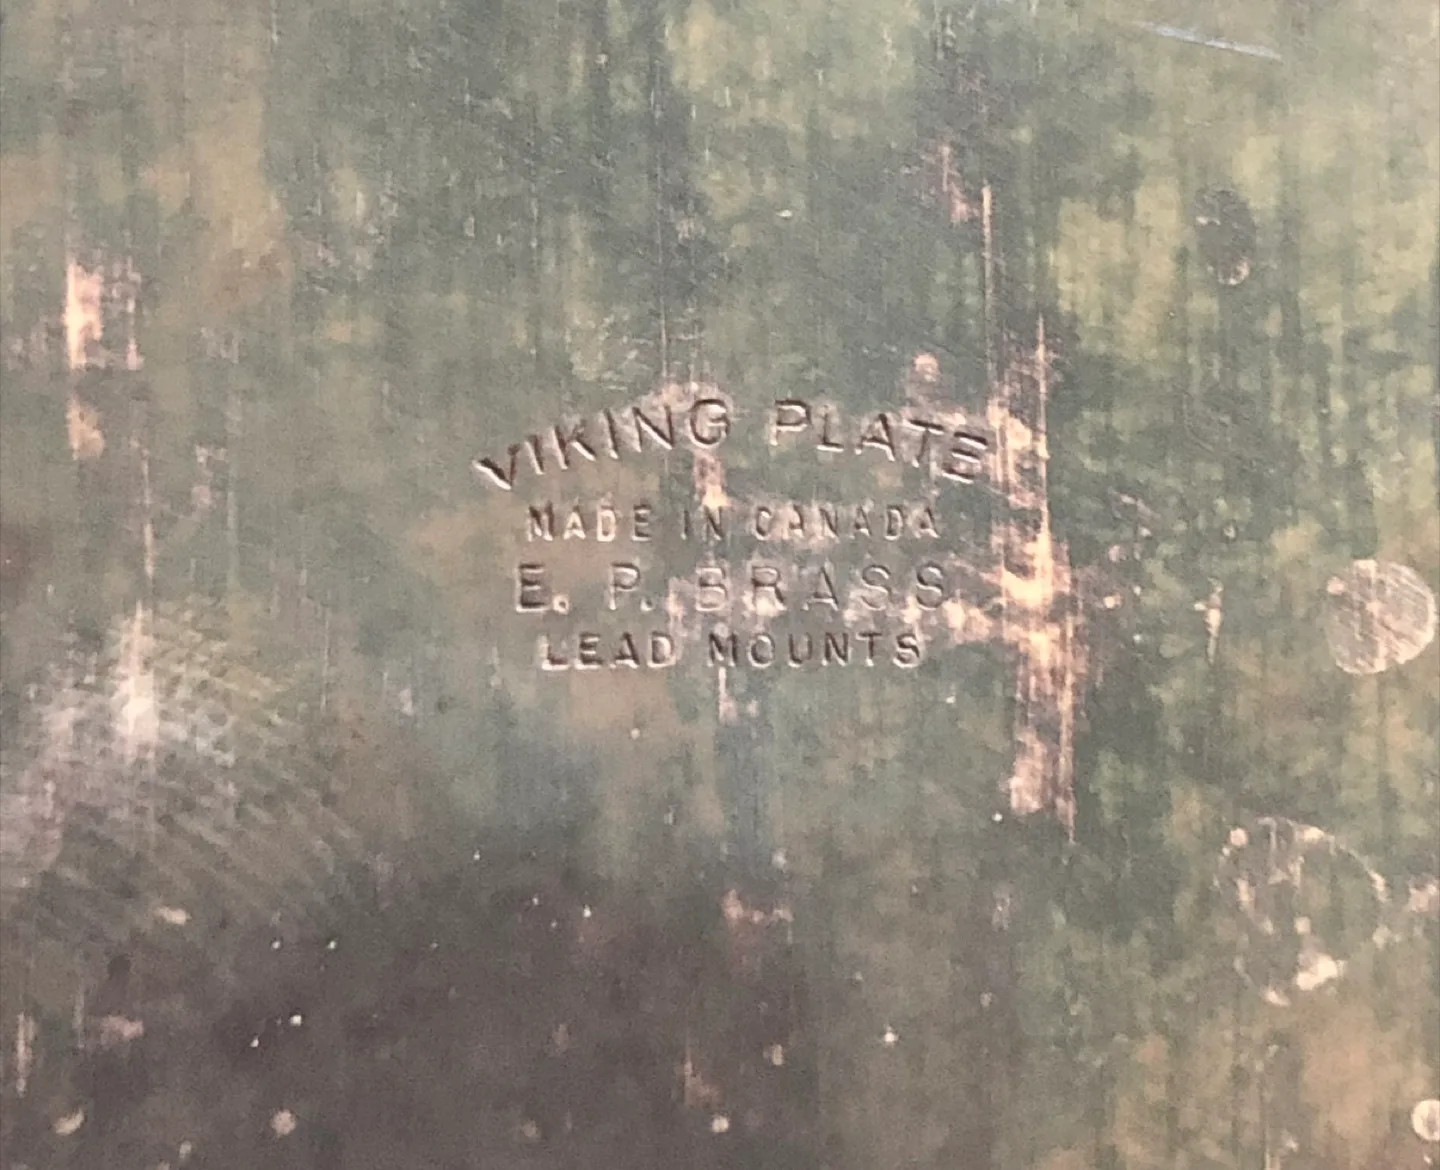 VIKING PLATE
MADE IN CANADA
E. P. BRASS
LEAD MOUNTS